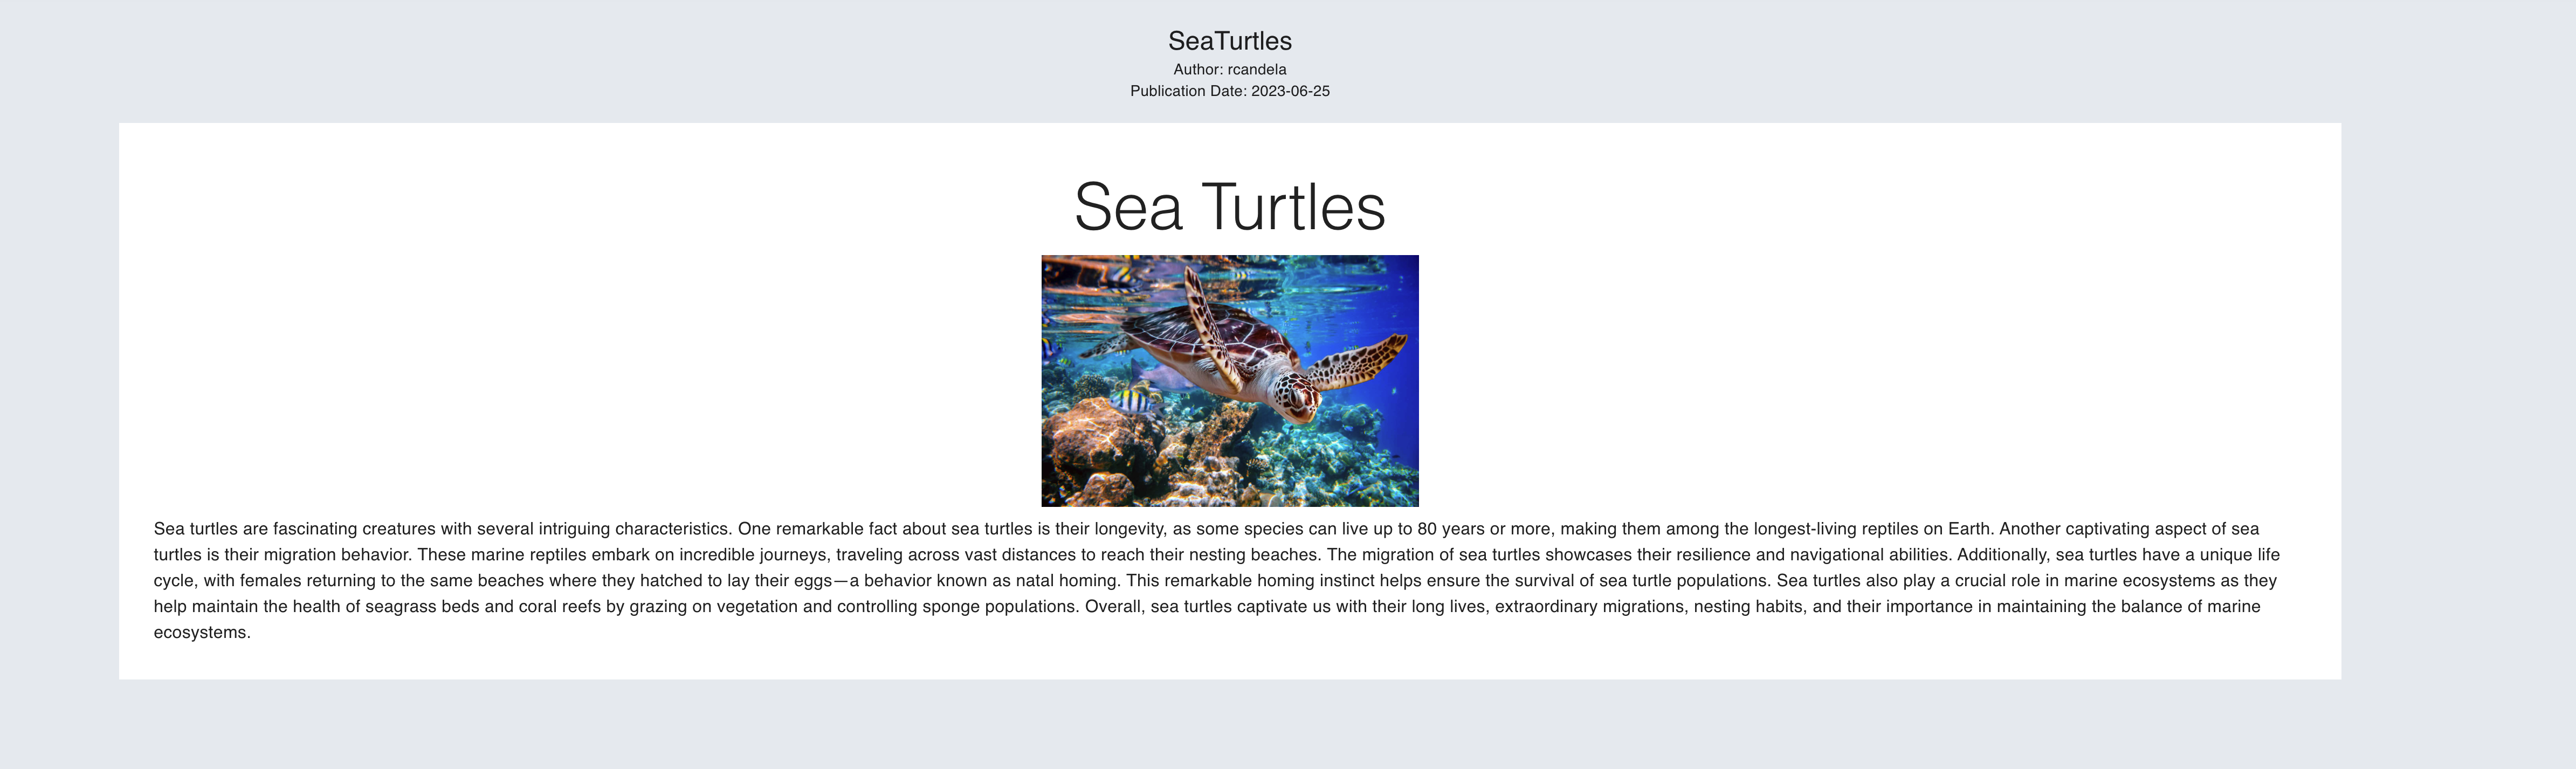 SeaTurtles
Author: rcandela
Publication Date: 2023-06-25
Sea Turtles
Sea turtles are fascinating creatures with several intriguing characteristics. One remarkable fact about sea turtles is their longevity, as some species can live up to 80 years or more, making them among the longest-living reptiles on Earth. Another captivating aspect of sea
turtles is their migration behavior. These marine reptiles embark on incredible journeys, traveling across vast distances to reach their nesting beaches. The migration of sea turtles showcases their resilience and navigational abilities. Additionally, sea turtles have a unique life
cycle, with females returning to the same beaches where they hatched to lay their eggs—a behavior known as natal homing. This remarkable homing instinct helps ensure the survival of sea turtle populations. Sea turtles also play a crucial role in marine ecosystems as they
help maintain the health of seagrass beds and coral reefs by grazing on vegetation and controlling sponge populations. Overall, sea turtles captivate us with their long lives, extraordinary migrations, nesting habits, and their importance in maintaining the balance of marine
ecosystems.